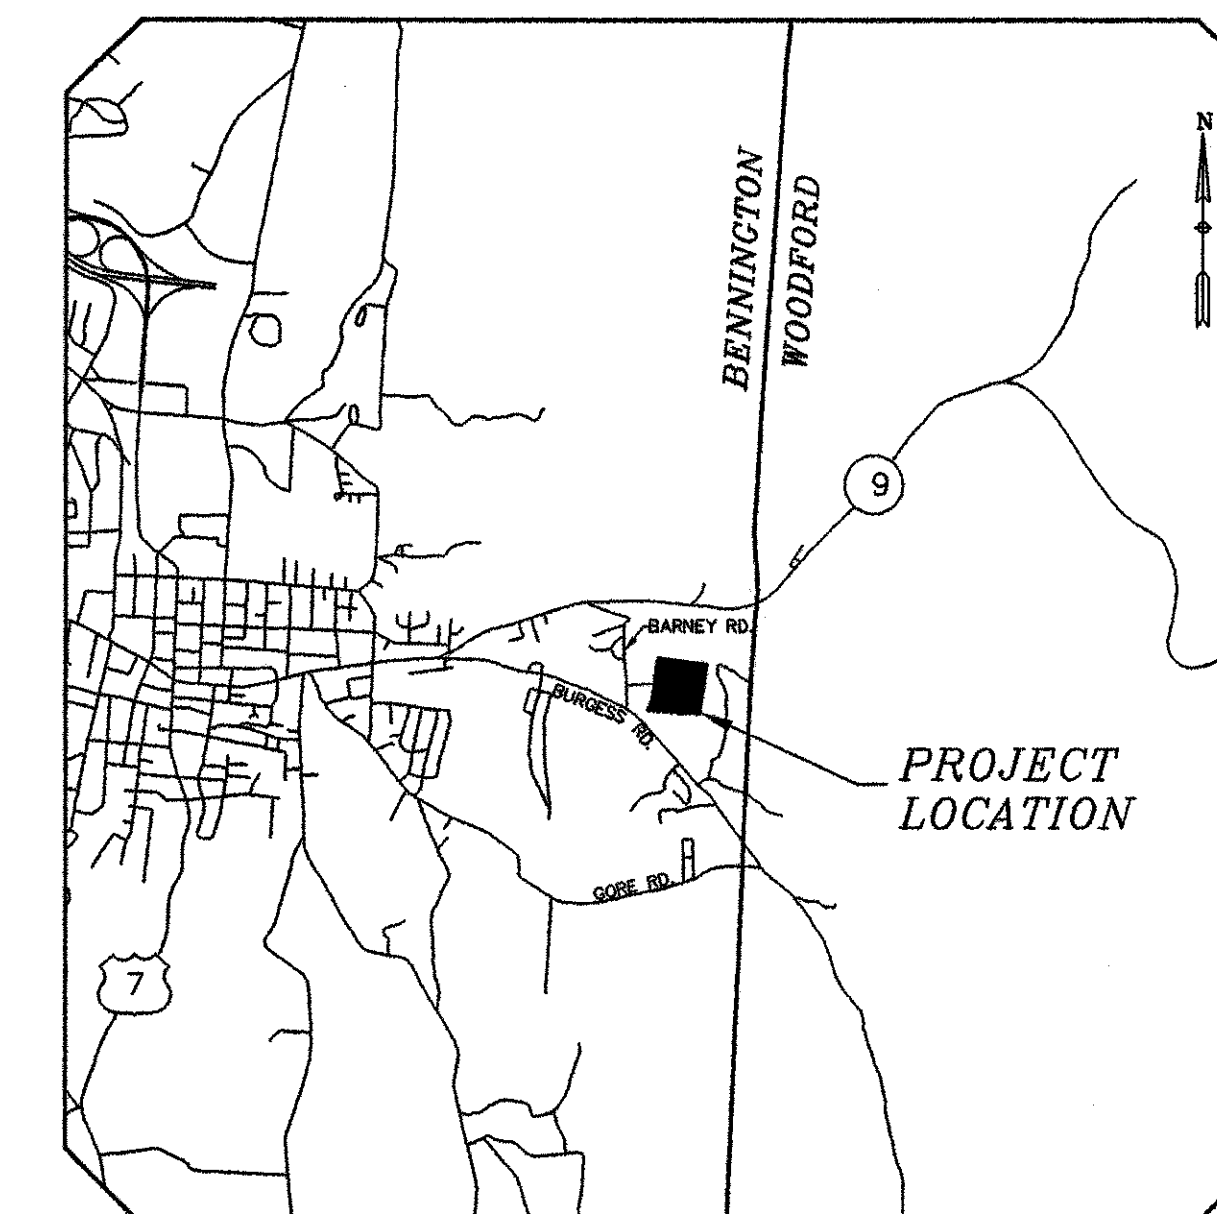 N
BENNINGTON
WOODFORD
9
BARNEY RD.
BURGESS RD.
PROJECT
LOCATION
GORE RD.
7